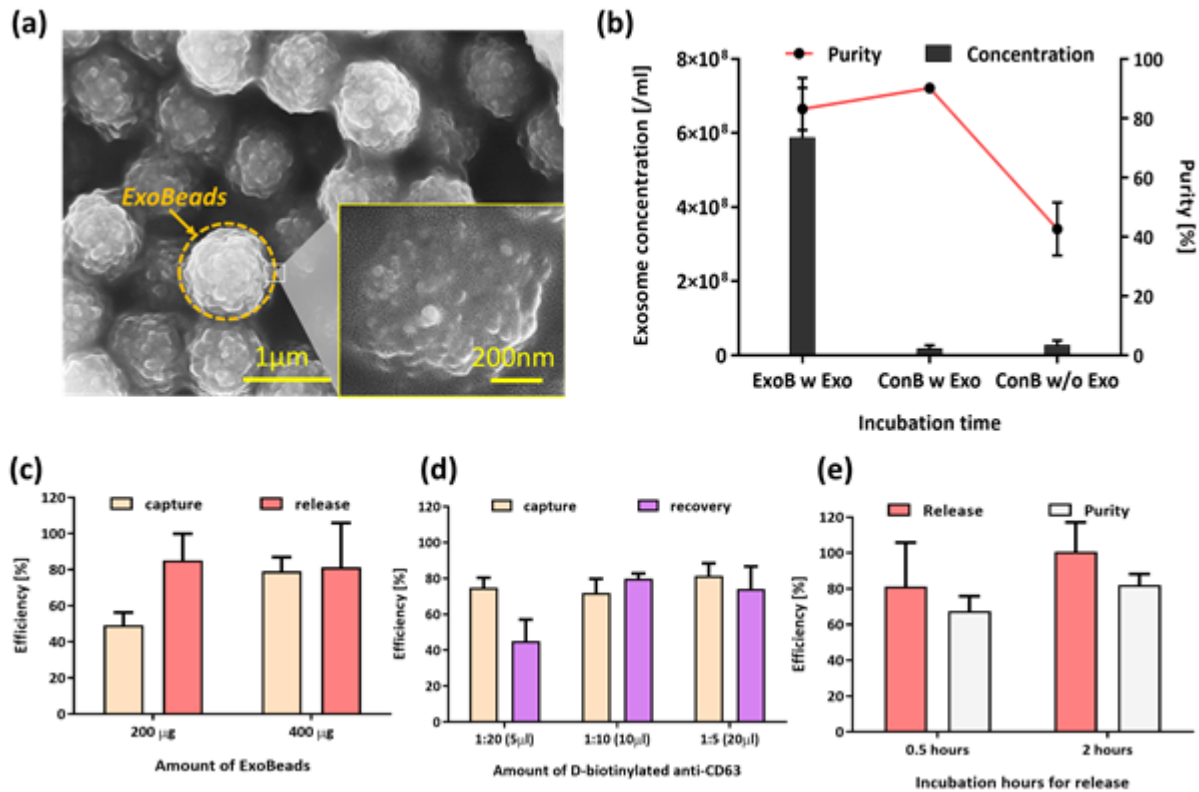 (a)
ExoBeads
1μm
200nm
(b)
Purity
Concentration
Exosome concentration [/ml]
8×10⁸
6×10⁸
4×10⁸
2×10⁸
0
100
80
60
40
20
0
Purity [%]
ExoB w Exo
ConB w Exo
ConB w/o Exo
Incubation time
(c)
capture
release
Efficiency [%]
120
100
80
60
40
20
0
200 μg
400 μg
Amount of ExoBeads
(d)
capture
recovery
Efficiency [%]
120
100
80
60
40
20
0
1:20 (5μl)
1:10 (10μl)
1:5 (20μl)
Amount of D-biotinylated anti-CD63
(e)
Release
Purity
Efficiency [%]
120
100
80
60
40
20
0
0.5 hours
2 hours
Incubation hours for release